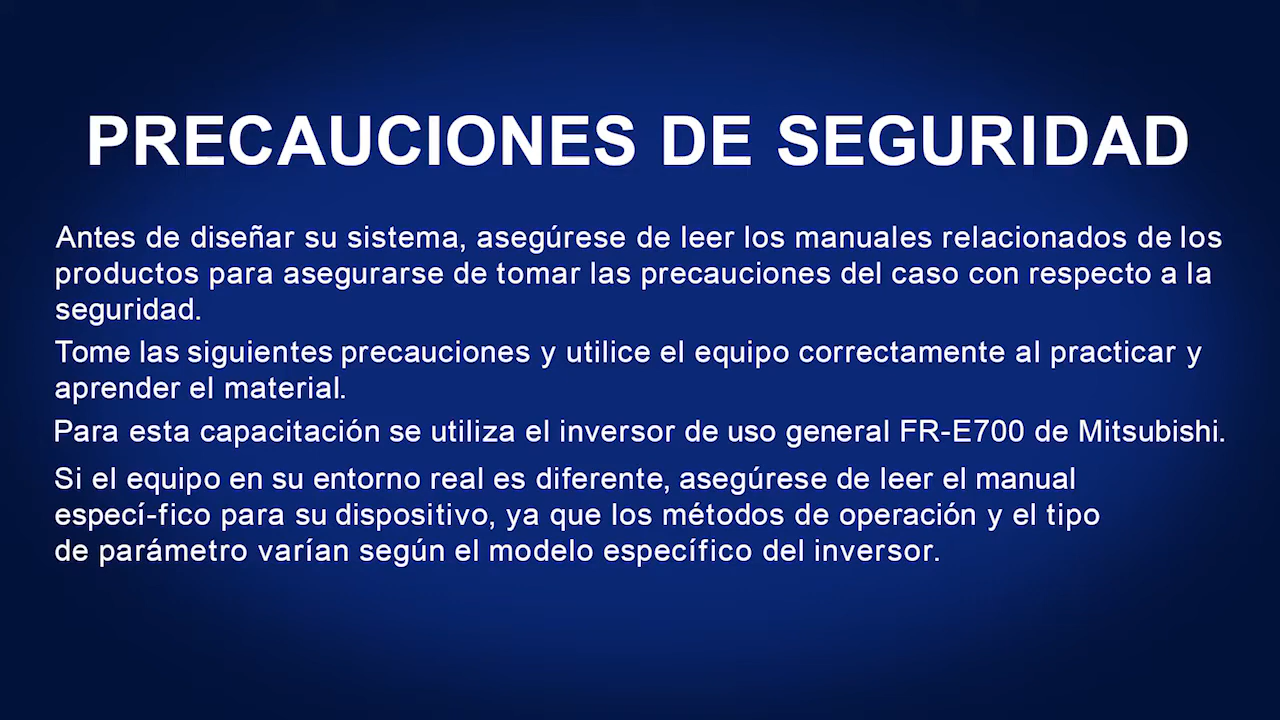 PRECAUCIONES DE SEGURIDAD
Antes de diseñar su sistema, asegúrese de leer los manuales relacionados de los
productos para asegurarse de tomar las precauciones del caso con respecto a la
seguridad.
Tome las siguientes precauciones y utilice el equipo correctamente al practicar y
aprender el material.
Para esta capacitación se utiliza el inversor de uso general FR-E700 de Mitsubishi.
Si el equipo en su entorno real es diferente, asegúrese de leer el manual
especí-fico para su dispositivo, ya que los métodos de operación y el tipo
de parámetro varían según el modelo específico del inversor.